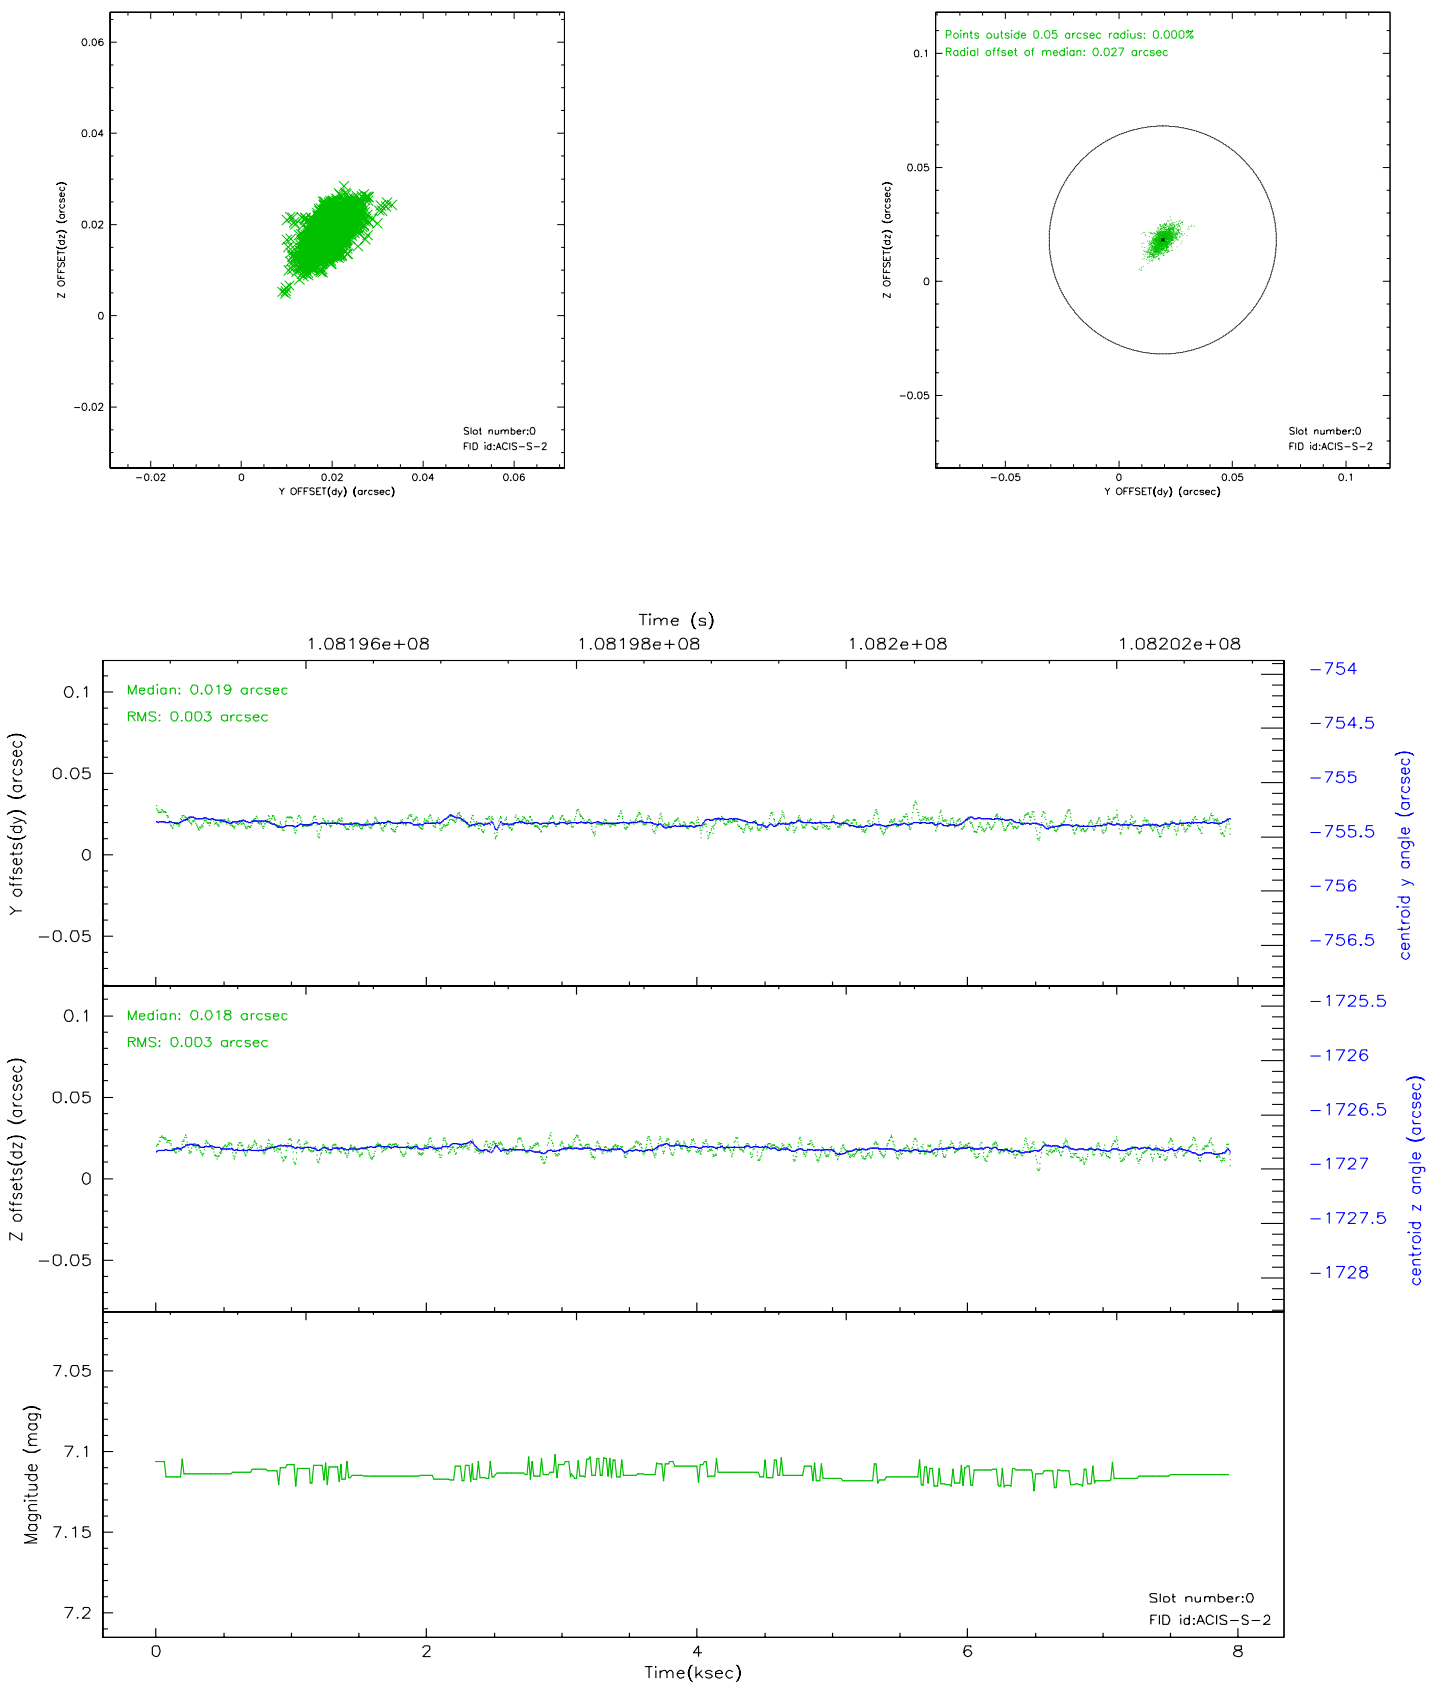 0.06
0.04
0.02
0
−0.02
Z OFFSET(dz) (arcsec)
−0.02 0 0.02 0.04 0.06
Y OFFSET(dy) (arcsec)
Slot number:0
FID id:ACIS−S−2
Points outside 0.05 arcsec radius: 0.000%
Radial offset of median: 0.027 arcsec
0.1
0.05
0
−0.05
Z OFFSET(dz) (arcsec)
−0.05 0 0.05 0.1
Y OFFSET(dy) (arcsec)
Slot number:0
FID id:ACIS−S−2
Time (s)
1.08196e+08 1.08198e+08 1.082e+08 1.08202e+08
Median: 0.019 arcsec
RMS: 0.003 arcsec
0.1
0.05
0
−0.05
Y offsets(dy) (arcsec)
−754
−754.5
−755
−755.5
−756
−756.5
centroid y angle (arcsec)
Median: 0.018 arcsec
RMS: 0.003 arcsec
0.1
0.05
0
−0.05
Z offsets(dz) (arcsec)
−1725.5
−1726
−1726.5
−1727
−1727.5
−1728
centroid z angle (arcsec)
7.05
7.1
7.15
7.2
Magnitude (mag)
Slot number:0
FID id:ACIS−S−2
0 2 4 6 8
Time(ksec)